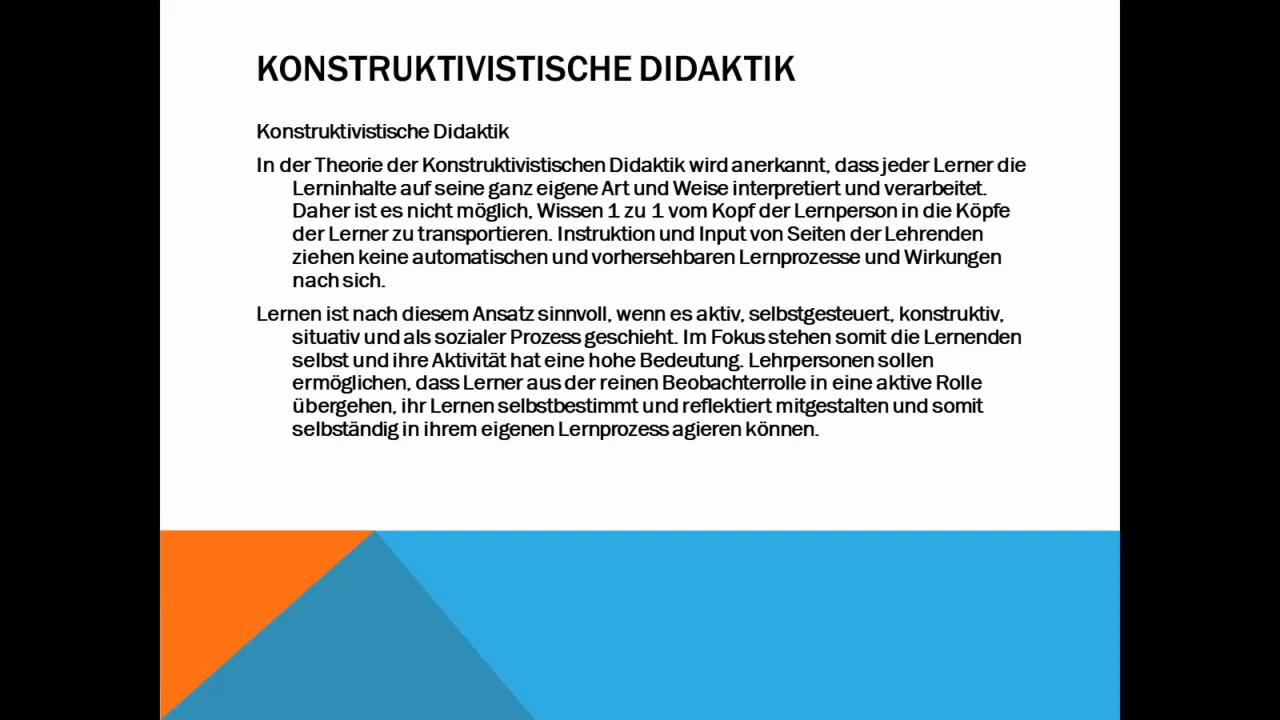 KONSTRUKTIVISTISCHE DIDAKTIK
Konstruktivistische Didaktik
In der Theorie der Konstruktivistischen Didaktik wird anerkannt, dass jeder Lerner die
Lerninhalte auf seine ganz eigene Art und Weise interpretiert und verarbeitet.
Daher ist es nicht möglich, Wissen 1 zu 1 vom Kopf der Lernperson in die Köpfe
der Lerner zu transportieren. Instruktion und Input von Seiten der Lehrenden
ziehen keine automatischen und vorhersehbaren Lernprozesse und Wirkungen
nach sich.
Lernen ist nach diesem Ansatz sinnvoll, wenn es aktiv, selbstgesteuert, konstruktiv,
situativ und als sozialer Prozess geschieht. Im Fokus stehen somit die Lernenden
selbst und ihre Aktivität hat eine hohe Bedeutung. Lehrpersonen sollen
ermöglichen, dass Lerner aus der reinen Beobachterrolle in eine aktive Rolle
übergehen, ihr Lernen selbstbestimmt und reflektiert mitgestalten und somit
selbständig in ihrem eigenen Lernprozess agieren können.